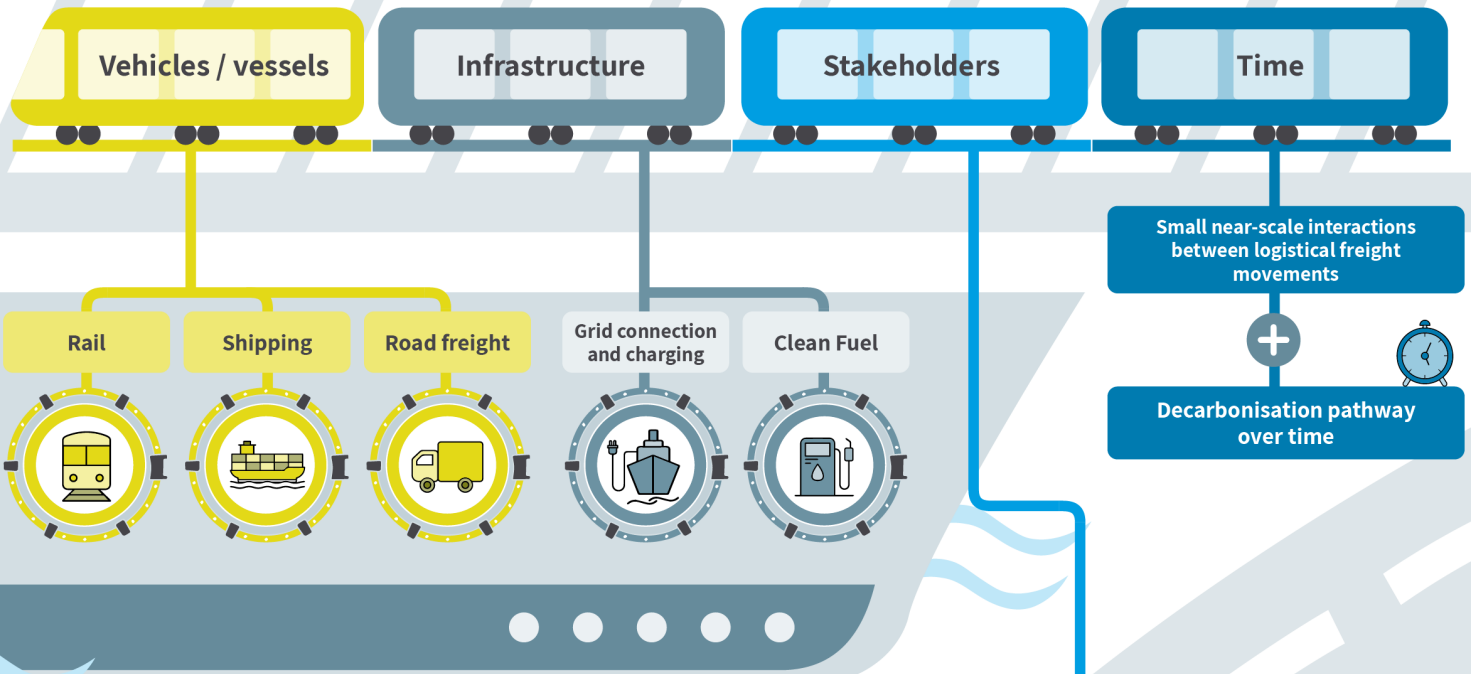 Vehicles / vessels
Infrastructure
Stakeholders
Time
Small near-scale interactions
between logistical freight
movements
Rail
Shipping
Road freight
Grid connection
and charging
Clean Fuel
Decarbonisation pathway
over time